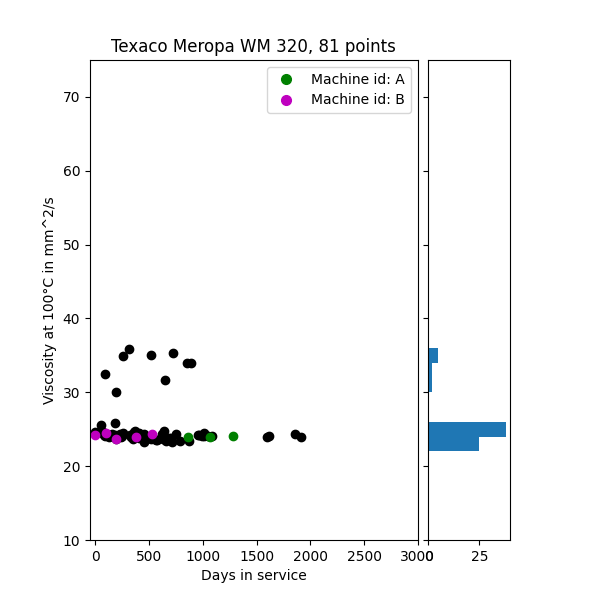 Texaco Meropa WM 320, 81 points
Machine id: A
Machine id: B
Viscosity at 100°C in mm^2/s
70
60
50
40
30
20
10
0 500 1000 1500 2000 2500 3000
0 25
Days in service